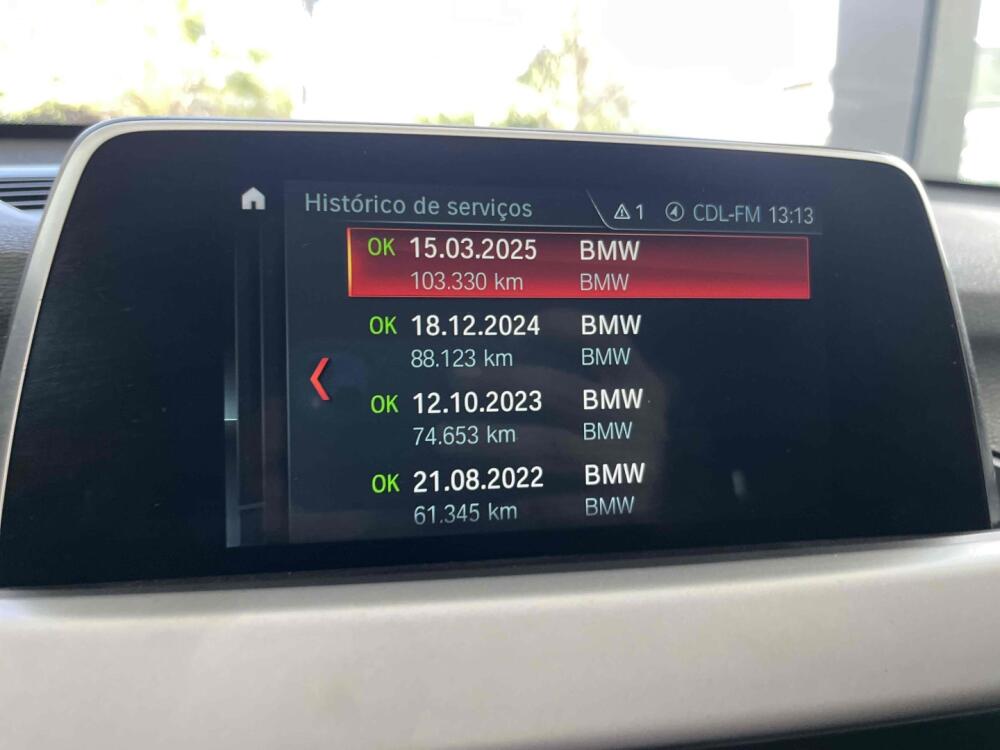 Histórico de serviços 1 CDL-FM 13:13
OK 15.03.2025 BMW
103.330 km BMW
OK 18.12.2024 BMW
88.123 km BMW
OK 12.10.2023 BMW
74.653 km BMW
OK 21.08.2022 BMW
61.345 km BMW